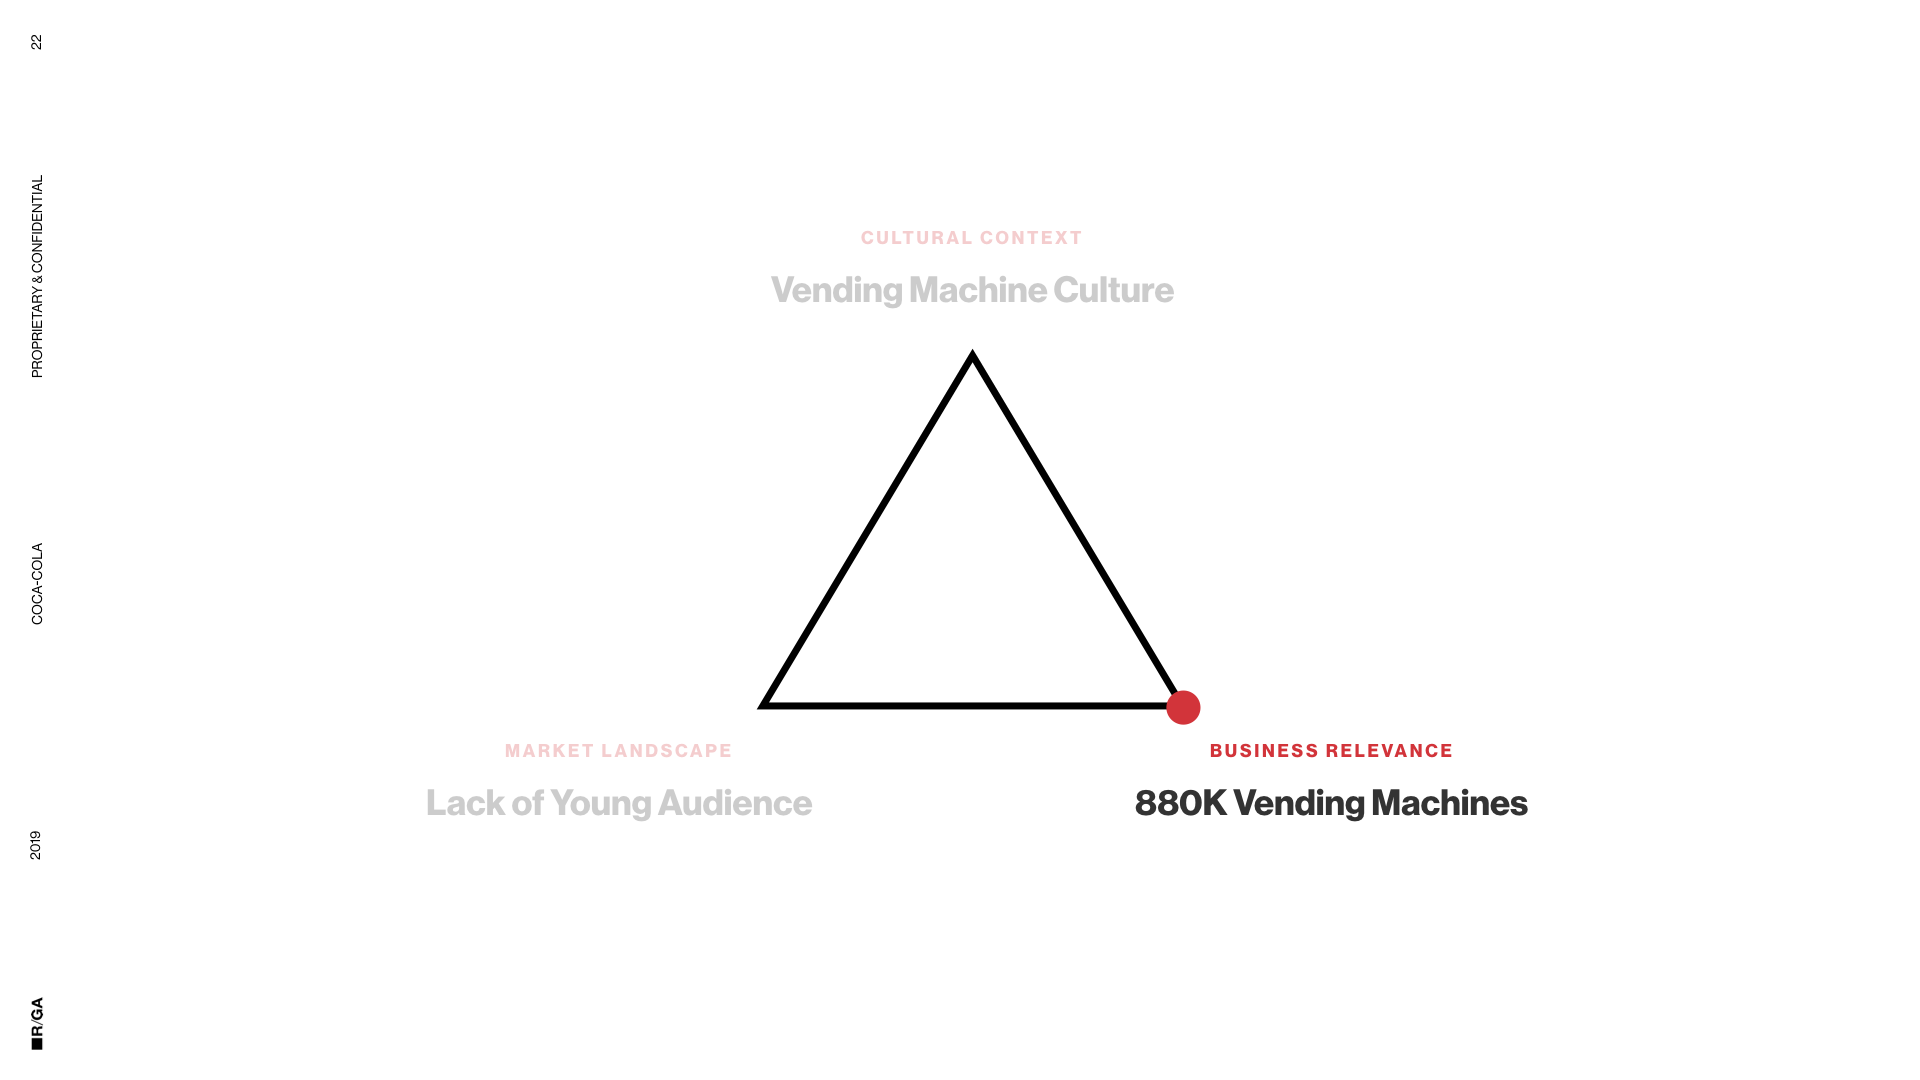 22
PROPRIETARY & CONFIDENTIAL
COCA-COLA
2019
R/GA
CULTURAL CONTEXT
Vending Machine Culture
MARKET LANDSCAPE
Lack of Young Audience
BUSINESS RELEVANCE
880K Vending Machines